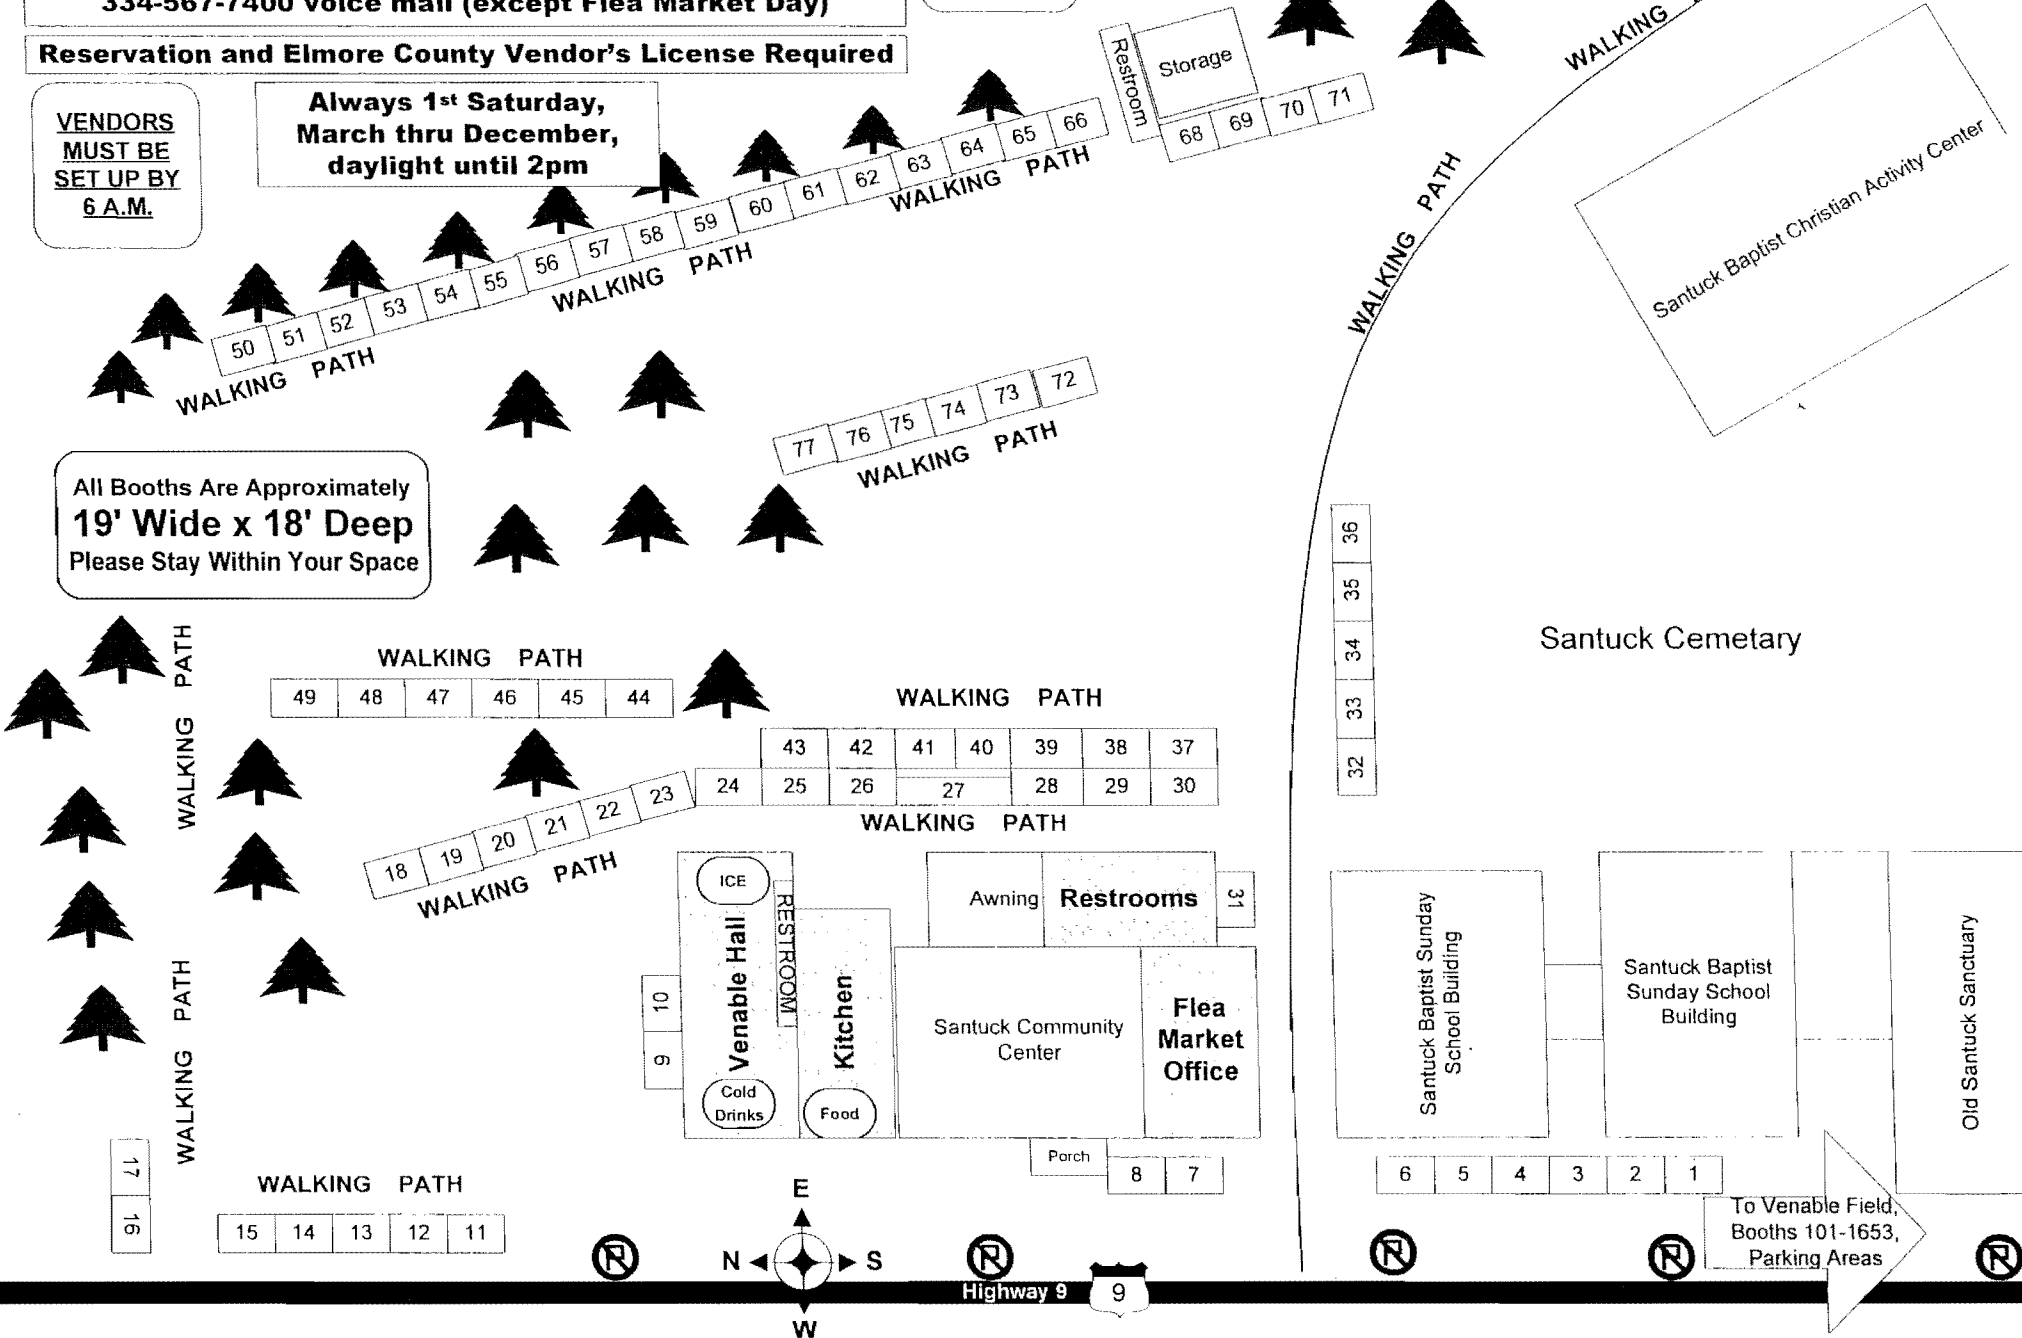 334-567-7400 voice mail (except Flea Market Day)
Reservation and Elmore County Vendor's License Required
VENDORS
MUST BE
SET UP BY
6 A.M.
Always 1st Saturday,
March thru December,
daylight until 2pm
Restroom
Storage
68 69 70 71
WALKING
WALKING PATH
Santuck Baptist Christian Activity Center
50 51 52 53 54 55 56 57 58 59 60 61 62 63 64 65 66
WALKING PATH
WALKING PATH
WALKING PATH
77 76 75 74 73 72
WALKING PATH
All Booths Are Approximately
19' Wide x 18' Deep
Please Stay Within Your Space
36
35
34
33
32
Santuck Cemetary
WALKING PATH
WALKING PATH
49 48 47 46 45 44
WALKING PATH
43 42 41 40 39 38 37
24 25 26 27 28 29 30
WALKING PATH
18 19 20 21 22 23
WALKING PATH
ICE
Venable Hall
RESTROOM
Kitchen
Cold
Drinks
Food
10
9
Awning
Restrooms
31
Santuck Community
Center
Flea
Market
Office
Santuck Baptist Sunday
School Building
Santuck Baptist
Sunday School
Building
Old Santuck Sanctuary
WALKING PATH
17
16
WALKING PATH
15 14 13 12 11
Porch
8 7
6 5 4 3 2 1
To Venable Field,
Booths 101-1653,
Parking Areas
E
N S
W
P
P
P
P
P
Highway 9
9